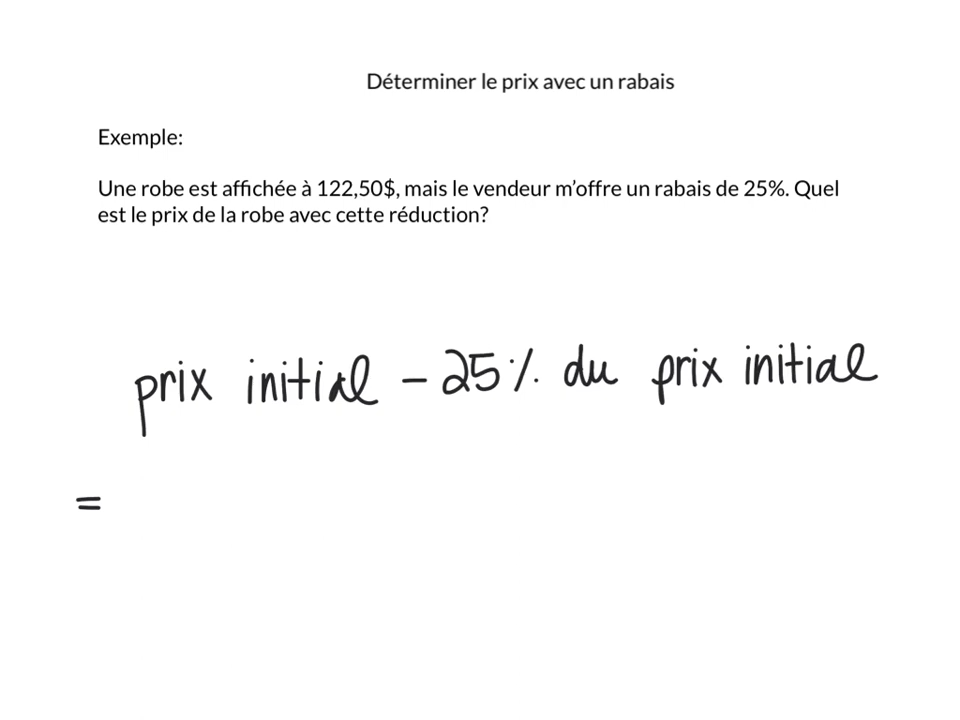 Déterminer le prix avec un rabais
Exemple:
Une robe est affichée à 122,50$, mais le vendeur m’offre un rabais de 25%. Quel
est le prix de la robe avec cette réduction?
prix initial - 25% du prix initial
=